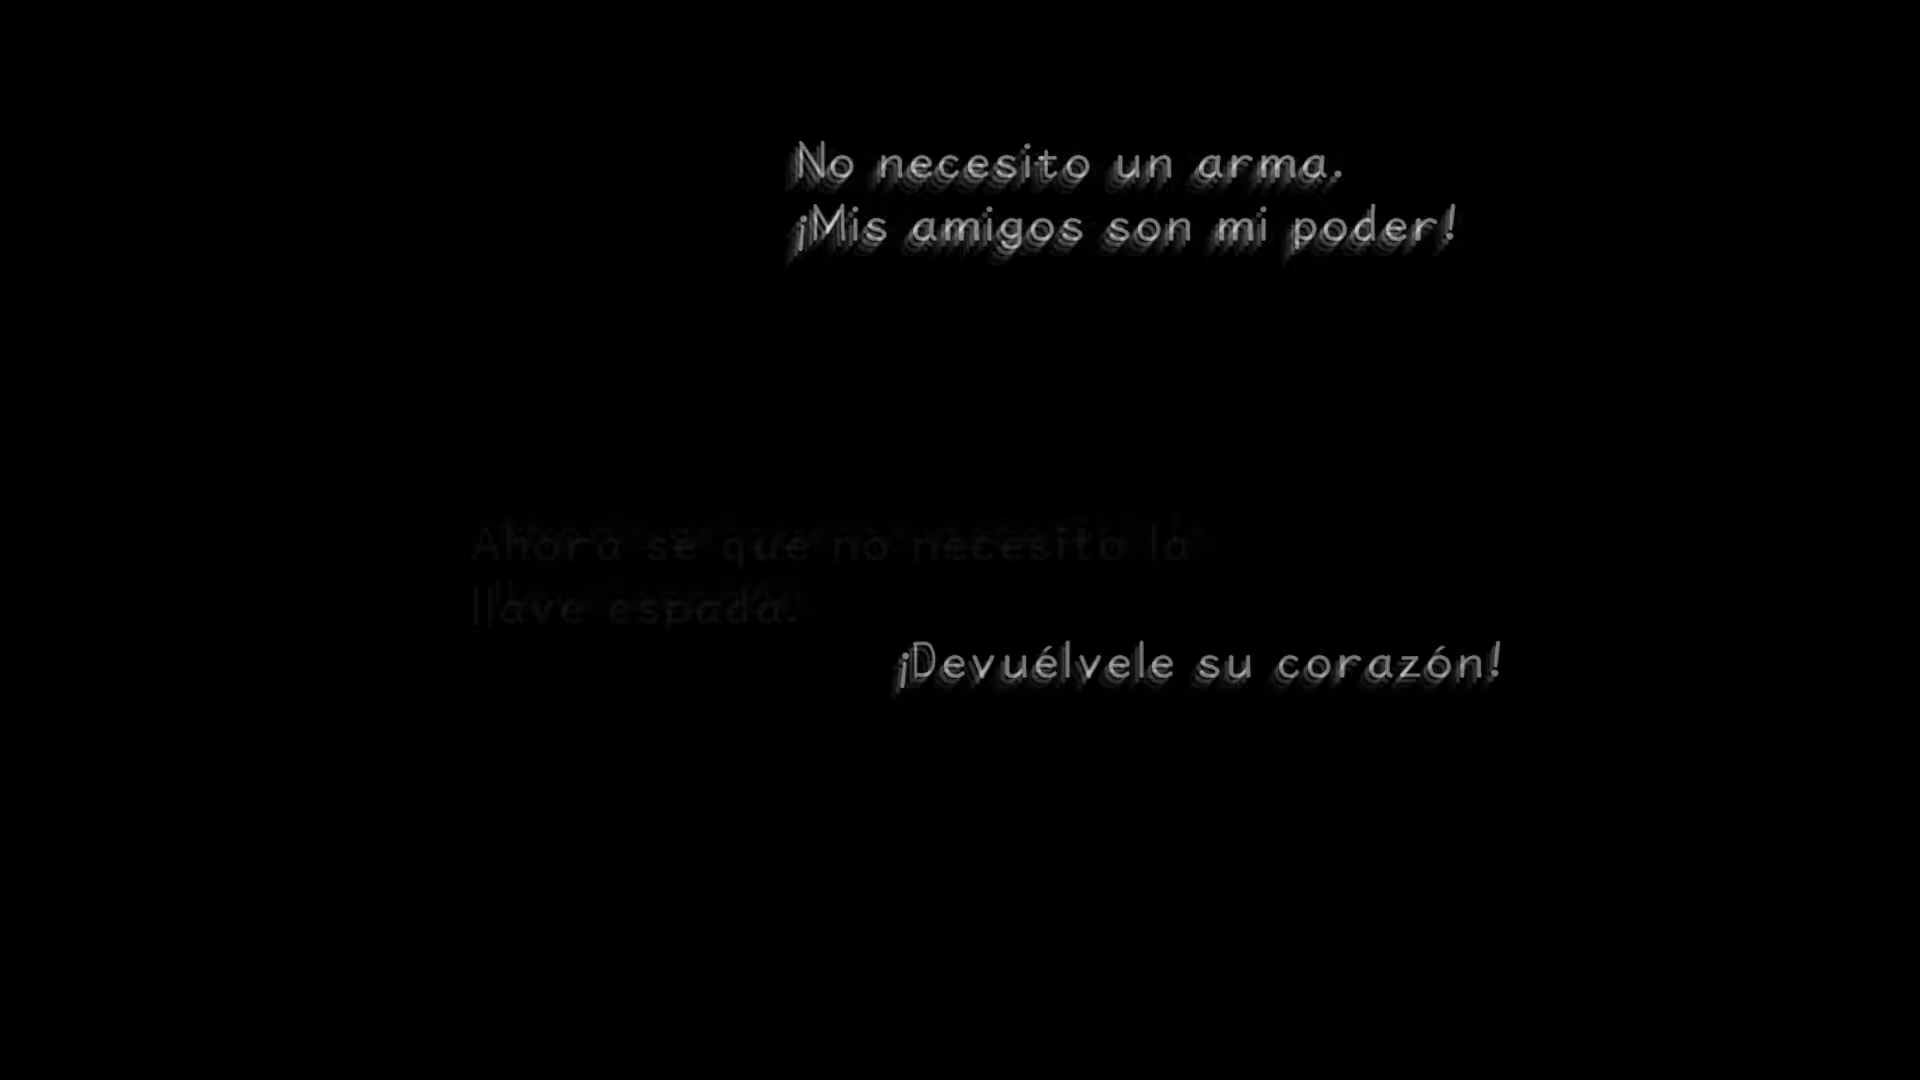 No necesito un arma.
¡Mis amigos son mi poder!
Ahora se que no necesito la
llave espada.
¡Devuélvele su corazón!